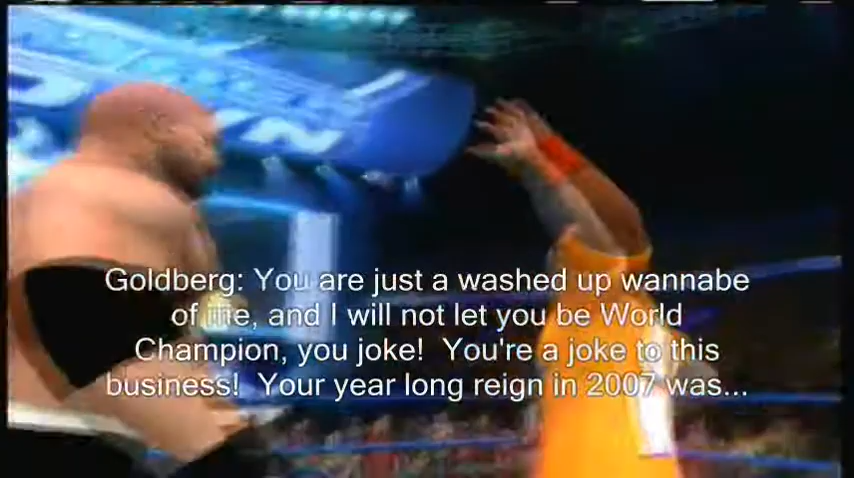 Goldberg: You are just a washed up wannabe
of me, and I will not let you be World
Champion, you joke!  You're a joke to this
business!  Your year long reign in 2007 was...